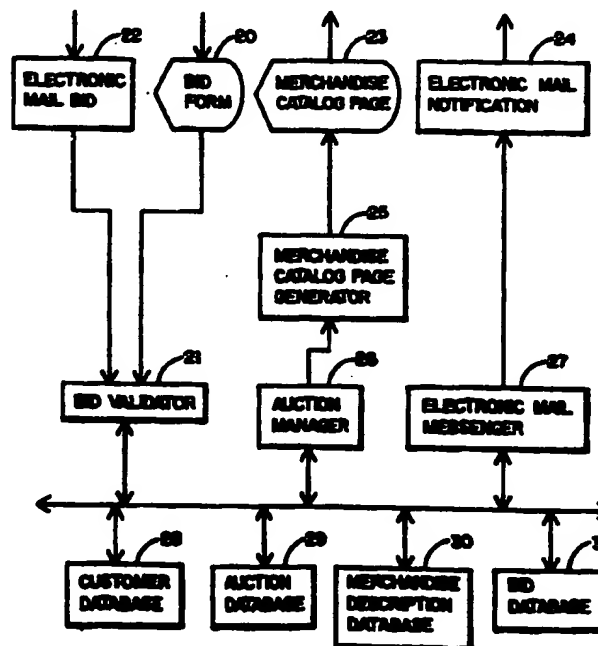 22
20
23
24
ELECTRONIC
MAIL BID
BID
FORM
MERCHANDISE
CATALOG PAGE
ELECTRONIC MAIL
NOTIFICATION
25
MERCHANDISE
CATALOG PAGE
GENERATOR
21
26
27
BID VALIDATOR
AUCTION
MANAGER
ELECTRONIC MAIL
MESSENGER
28
29
30
3
CUSTOMER
DATABASE
AUCTION
DATABASE
MERCHANDISE
DESCRIPTION
DATABASE
BID
DATABASE